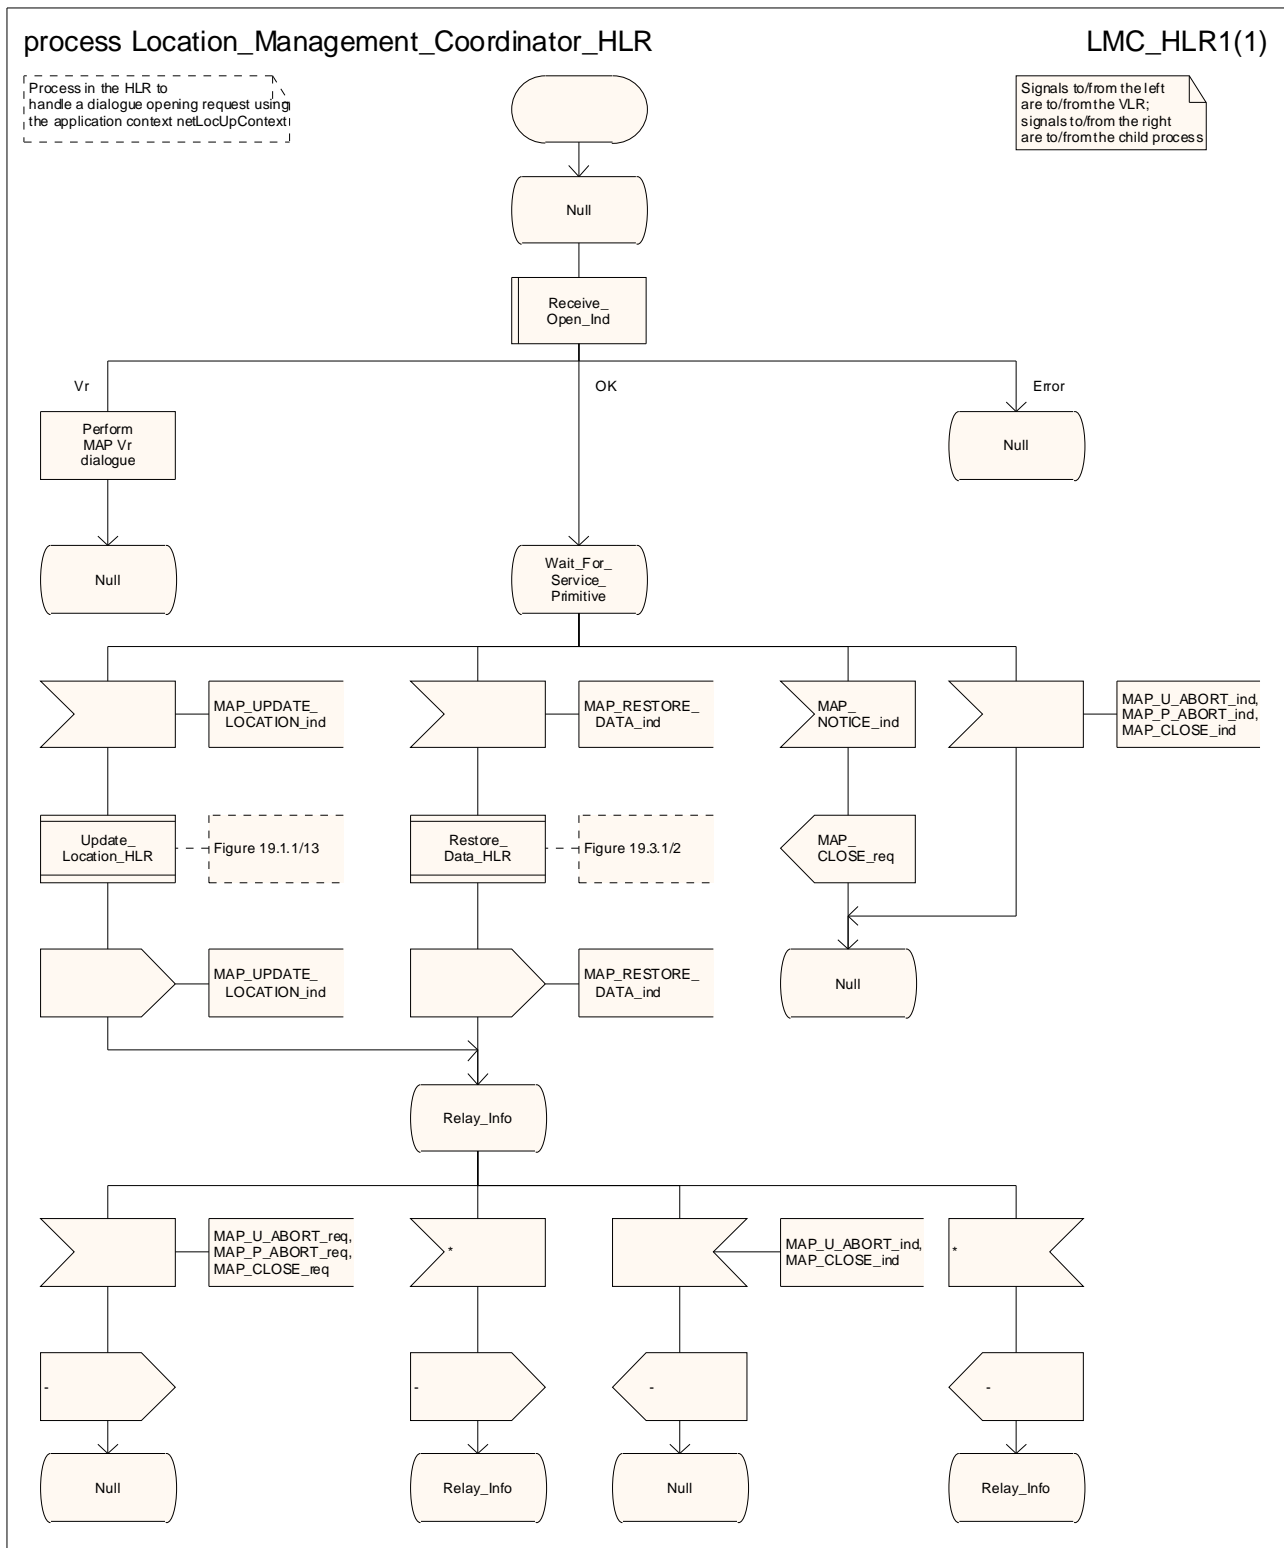 process Location_Management_Coordinator_HLR
LMC_HLR1(1)
Process in the HLR to
handle a dialogue opening request using
the application context netLocUpContext
Signals to/from the left
are to/from the VLR;
signals to/from the right
are to/from the child process
Null
Receive_
Open_Ind
Vr
OK
Error
Perform
MAP Vr
dialogue
Null
Null
Wait_For_
Service_
Primitive
MAP_UPDATE_
LOCATION_ind
MAP_RESTORE_
DATA_ind
MAP_
NOTICE_ind
MAP_U_ABORT_ind,
MAP_P_ABORT_ind,
MAP_CLOSE_ind
Update_
Location_HLR
Figure 19.1.1/13
Restore_
Data_HLR
Figure 19.3.1/2
MAP_
CLOSE_req
MAP_UPDATE_
LOCATION_ind
MAP_RESTORE_
DATA_ind
Null
Relay_Info
MAP_U_ABORT_req,
MAP_P_ABORT_req,
MAP_CLOSE_req
*
MAP_U_ABORT_ind,
MAP_CLOSE_ind
*
-
-
-
-
Null
Relay_Info
Null
Relay_Info